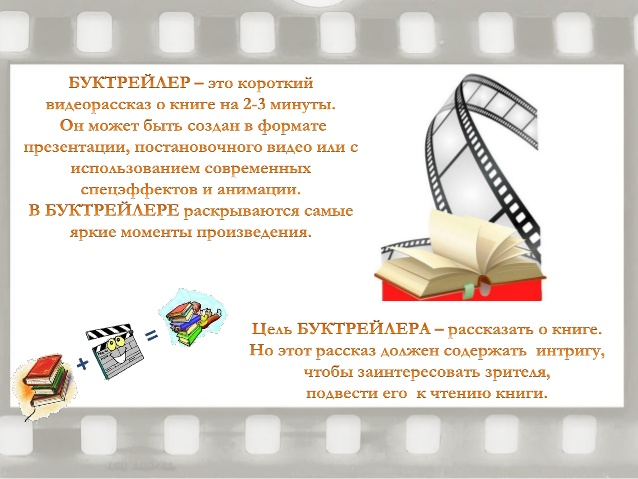 БУКТРЕЙЛЕР – это короткий
видеорассказ о книге на 2-3 минуты.
Он может быть создан в формате
презентации, постановочного видео или с
использованием современных
спецэффектов и анимации.
В БУКТРЕЙЛЕРЕ раскрываются самые
яркие моменты произведения.
+ =
Цель БУКТРЕЙЛЕРА – рассказать о книге.
Но этот рассказ должен содержать интригу,
чтобы заинтересовать зрителя,
подвести его к чтению книги.